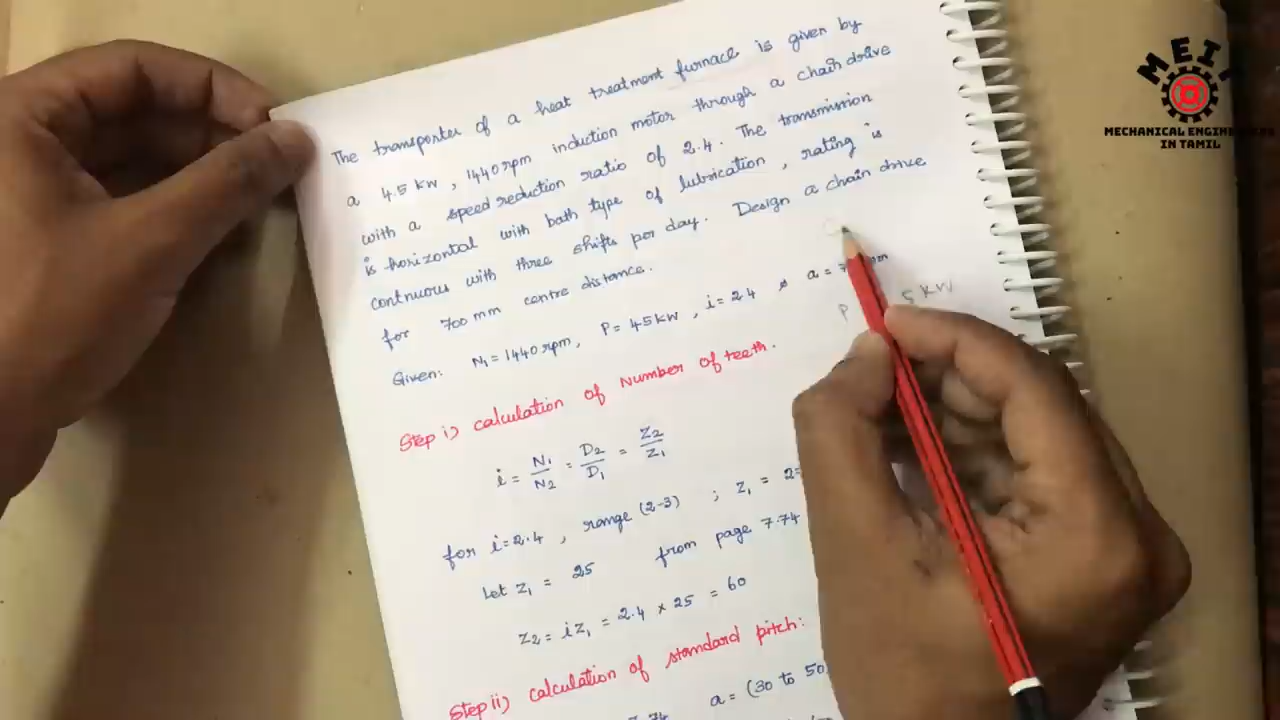 The transporter of a heat treatment furnace is given by
a 4.5 kW, 1440 rpm induction motor through a chain drive
with a speed reduction ratio of 2.4. The transmission
is horizontal with bath type of lubrication, rating is
continuous with three shifts per day. Design a chain drive
for 700 mm centre distance.
Given: N1 = 1440 rpm, P = 4.5 kW, i = 2.4 a =
P 5 kW
Step i) Calculation of Number of teeth.
i = N1/N2 = D2/D1 = Z2/Z1
for i = 2.4, range (2-3) ; Z1 =
Let Z1 = 25 from page 7.74
Z2 = i Z1 = 2.4 × 25 = 60
Step ii) Calculation of standard pitch:
7.74 a = (30 to 50
MECHANICAL
IN TAMIL